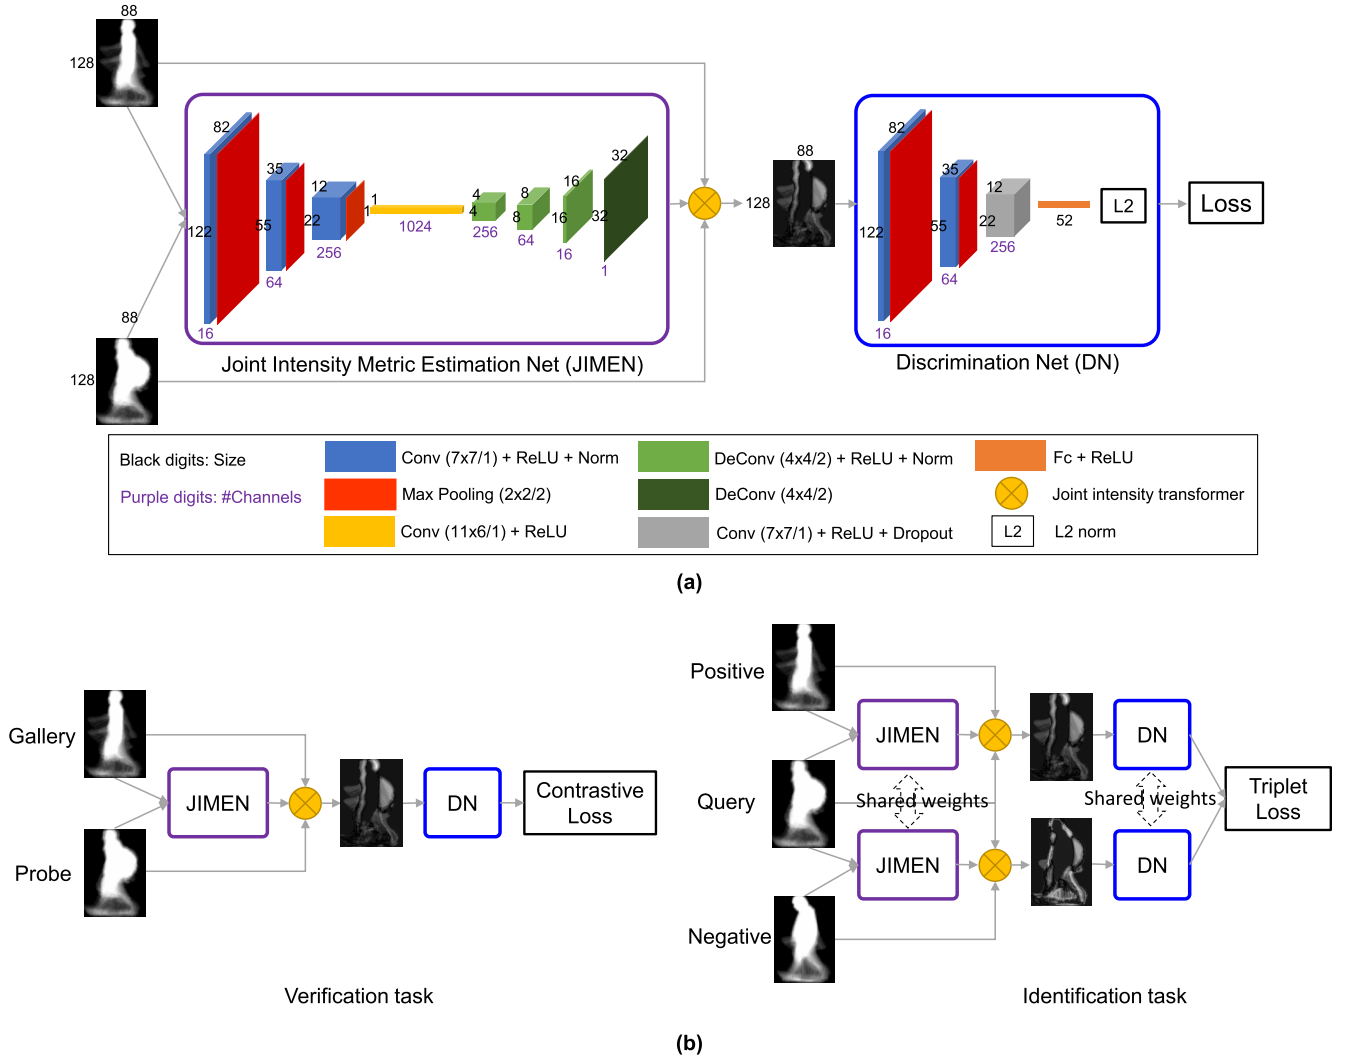 88
128
82
122
16
35
55
64
12
22
256
1
1
1024
4
4
256
8
8
64
16
16
16
32
32
1
88
128
Joint Intensity Metric Estimation Net (JIMEN)
88
128
82
122
16
35
55
64
12
22
256
52
L2
Loss
Discrimination Net (DN)
Black digits: Size
Purple digits: #Channels
Conv (7x7/1) + ReLU + Norm
Max Pooling (2x2/2)
Conv (11x6/1) + ReLU
DeConv (4x4/2) + ReLU + Norm
DeConv (4x4/2)
Conv (7x7/1) + ReLU + Dropout
Fc + ReLU
Joint intensity transformer
L2
L2 norm
(a)
Gallery
Probe
JIMEN
DN
Contrastive
Loss
Verification task
Positive
Query
Negative
JIMEN
Shared weights
JIMEN
DN
Shared weights
DN
Triplet
Loss
Identification task
(b)